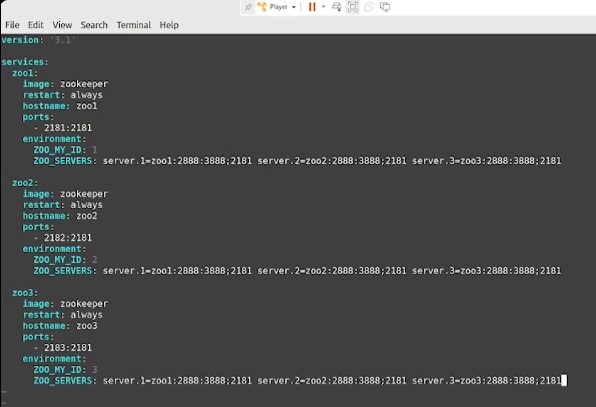 Player
File Edit View Search Terminal Help
version: '3.1'
services:
  zoo1:
    image: zookeeper
    restart: always
    hostname: zoo1
    ports:
      - 2181:2181
    environment:
      ZOO_MY_ID: 1
      ZOO_SERVERS: server.1=zoo1:2888:3888;2181 server.2=zoo2:2888:3888;2181 server.3=zoo3:2888:3888;2181
  zoo2:
    image: zookeeper
    restart: always
    hostname: zoo2
    ports:
      - 2182:2181
    environment:
      ZOO_MY_ID: 2
      ZOO_SERVERS: server.1=zoo1:2888:3888;2181 server.2=zoo2:2888:3888;2181 server.3=zoo3:2888:3888;2181
  zoo3:
    image: zookeeper
    restart: always
    hostname: zoo3
    ports:
      - 2183:2181
    environment:
      ZOO_MY_ID: 3
      ZOO_SERVERS: server.1=zoo1:2888:3888;2181 server.2=zoo2:2888:3888;2181 server.3=zoo3:2888:3888;2181
~
~